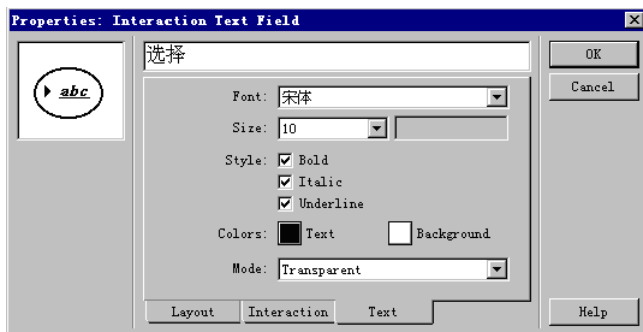 Properties: Interaction Text Field
abc
选择
OK
Cancel
Font: 宋体
Size: 10
Style: Bold
Italic
Underline
Colors: Text Background
Mode: Transparent
Layout Interaction Text
Help